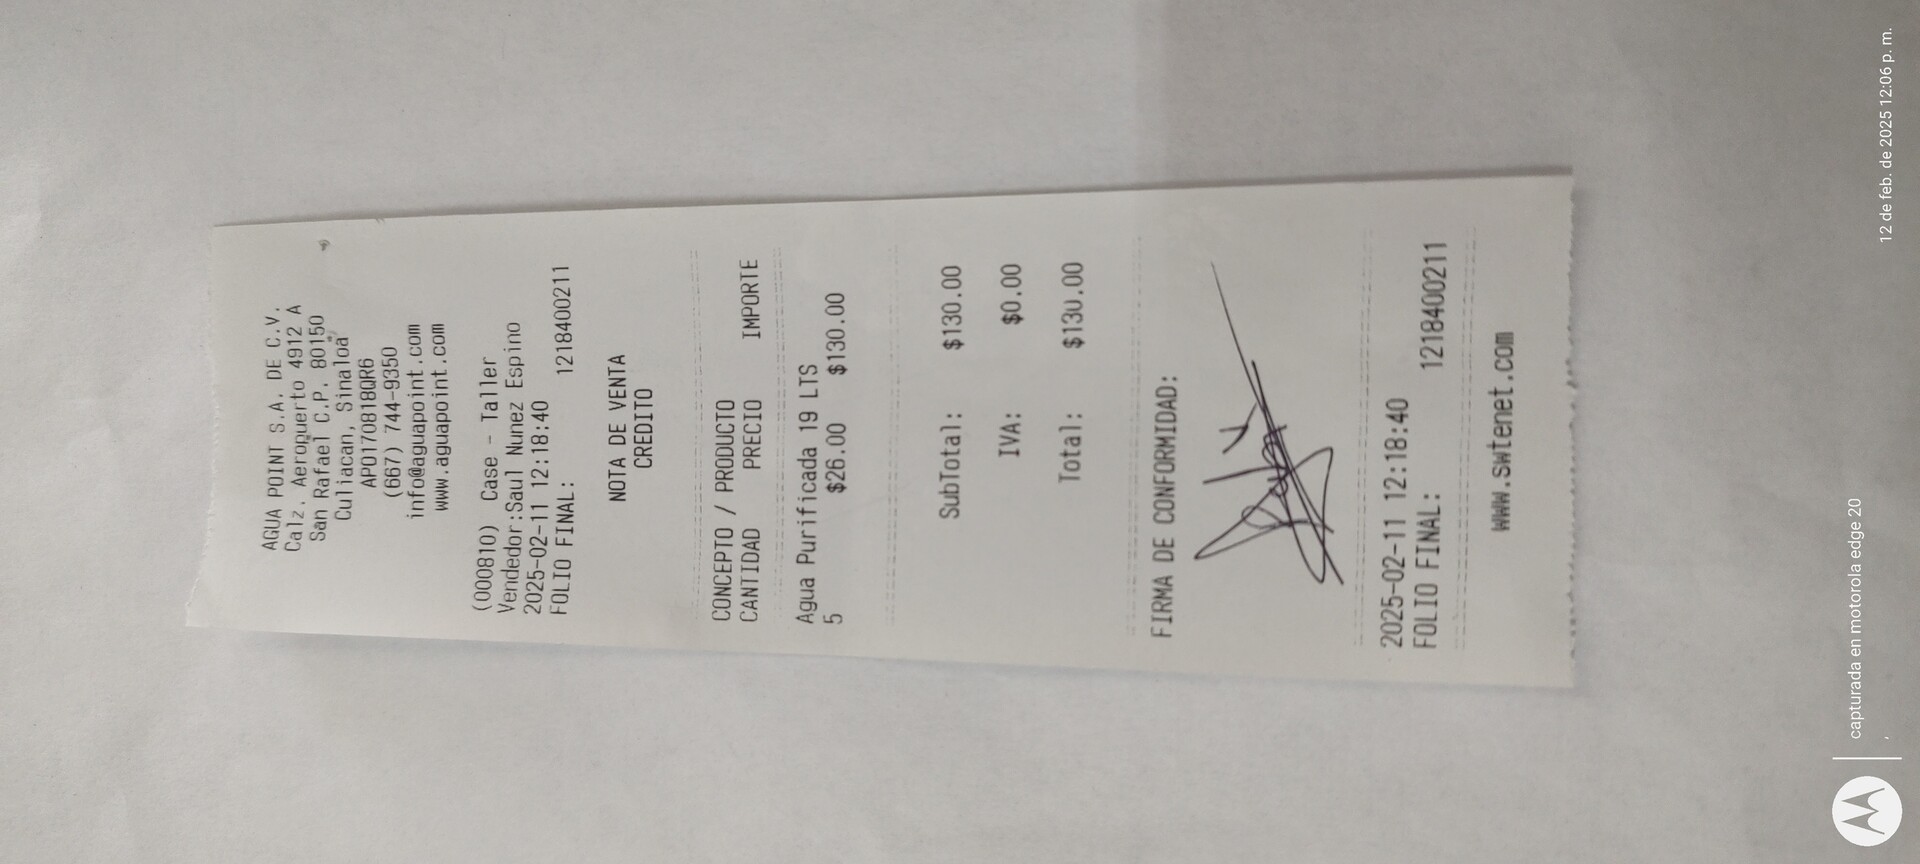 AGUA POINT S.A. DE C.V.
Calz. Aeropuerto 4912 A
San Rafael C.P. 80150
Culiacan, Sinaloa
APO170818QR6
(667) 744-9350
info@aguapoint.com
www.aguapoint.com
(000810) Case - Taller
Vendedor:Saul Nunez Espino
2025-02-11 12:18:40
FOLIO FINAL: 1218400211
NOTA DE VENTA
CREDITO
CONCEPTO / PRODUCTO
CANTIDAD PRECIO IMPORTE
Agua Purificada 19 LTS
5 $26.00 $130.00
SubTotal: $130.00
IVA: $0.00
Total: $130.00
FIRMA DE CONFORMIDAD:
2025-02-11 12:18:40
FOLIO FINAL: 1218400211
www.swtenet.com
capturada en motorola edge 20
,
12 de feb. de 2025 12:06 p. m.